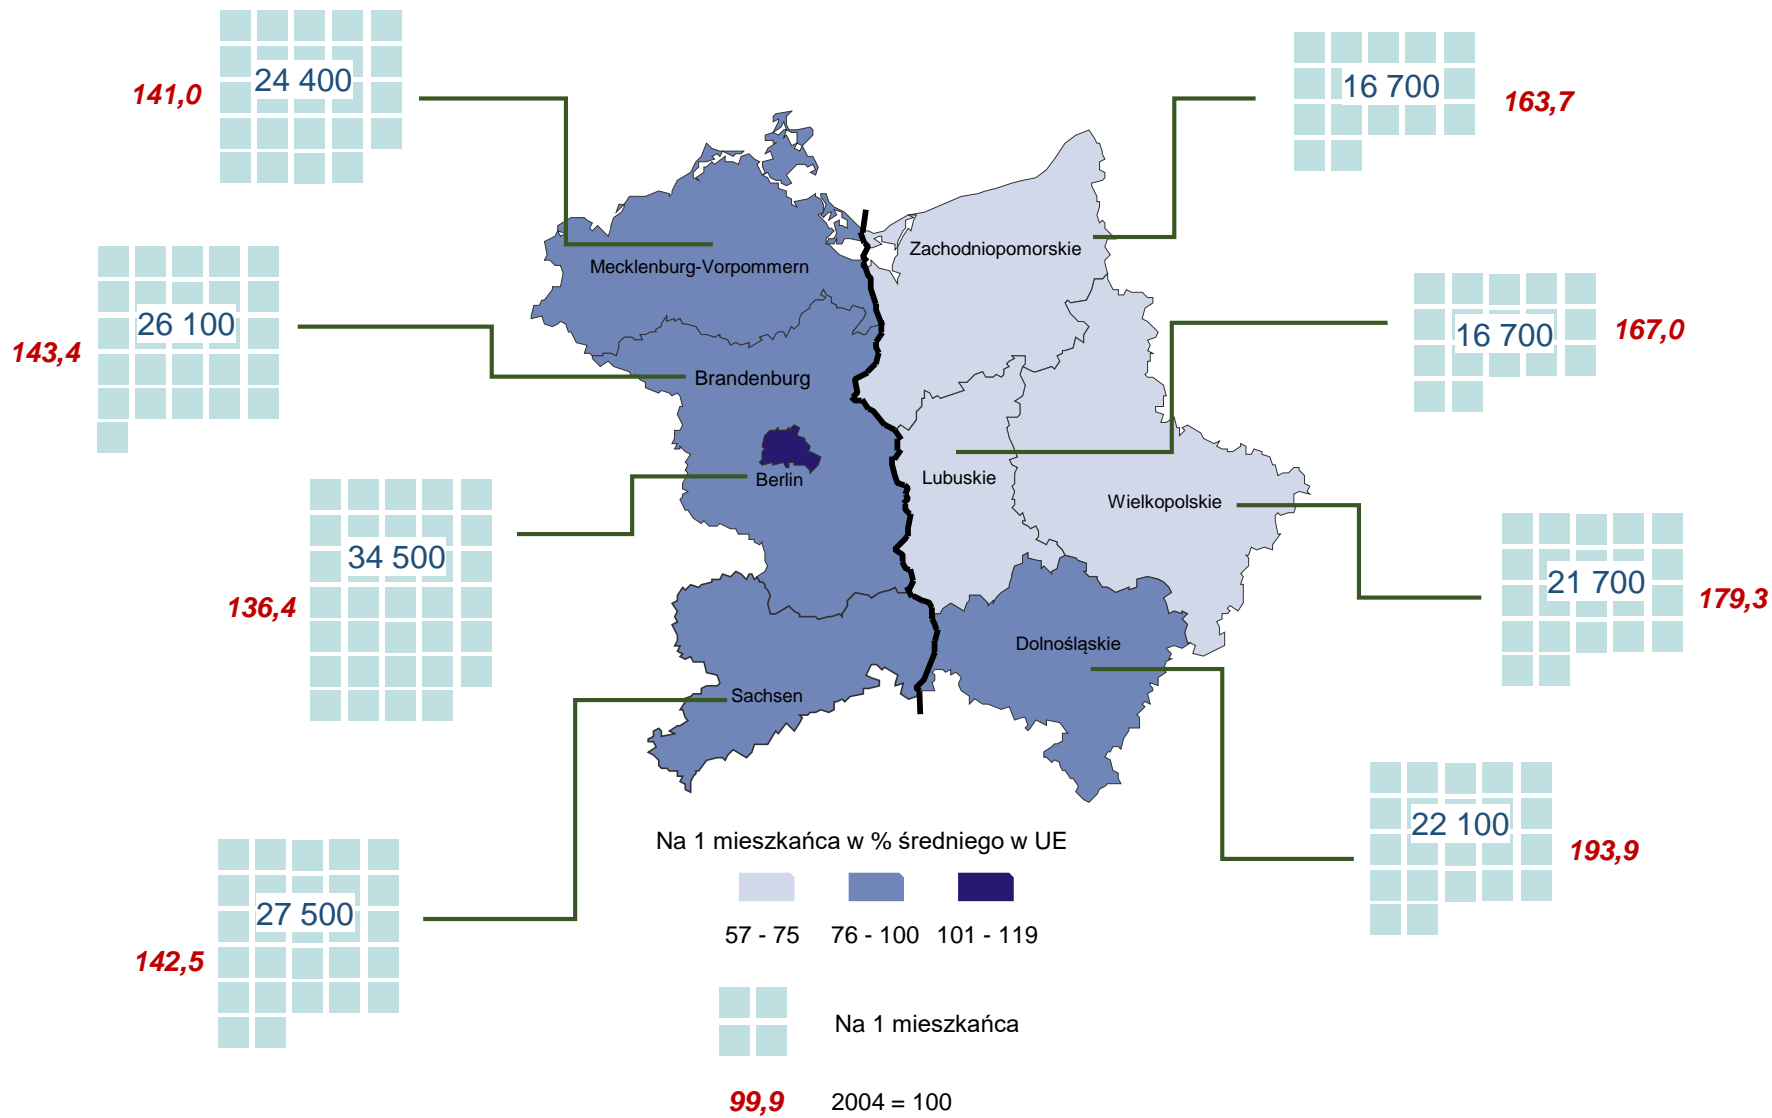 24 400
141,0
16 700
163,7
Zachodniopomorskie
Mecklenburg-Vorpommern
26 100
143,4
16 700
167,0
Brandenburg
Berlin
Lubuskie
Wielkopolskie
34 500
136,4
21 700
179,3
Dolnośląskie
Sachsen
22 100
193,9
27 500
142,5
Na 1 mieszkańca w % średniego w UE
57 - 75 76 - 100 101 - 119
Na 1 mieszkańca
99,9 2004 = 100